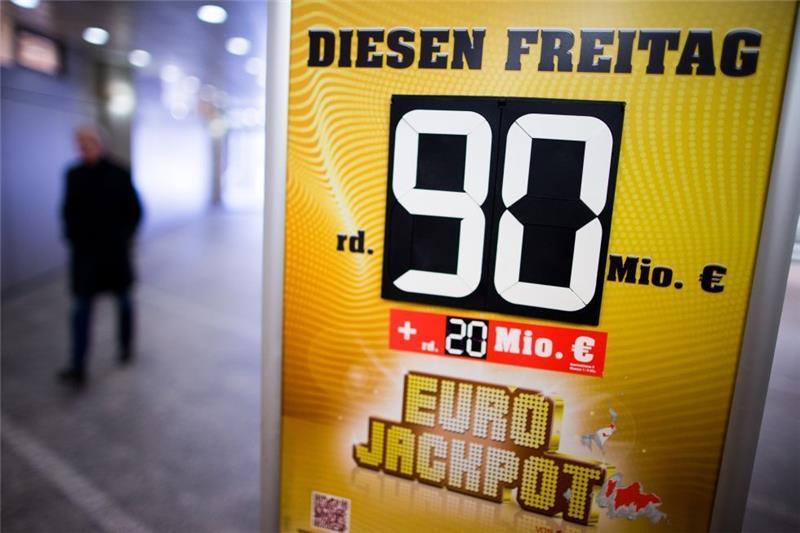 DIESEN FREITAG
rd. 90 Mio. €
+ rd. 20 Mio. €
EURO
JACKPOT